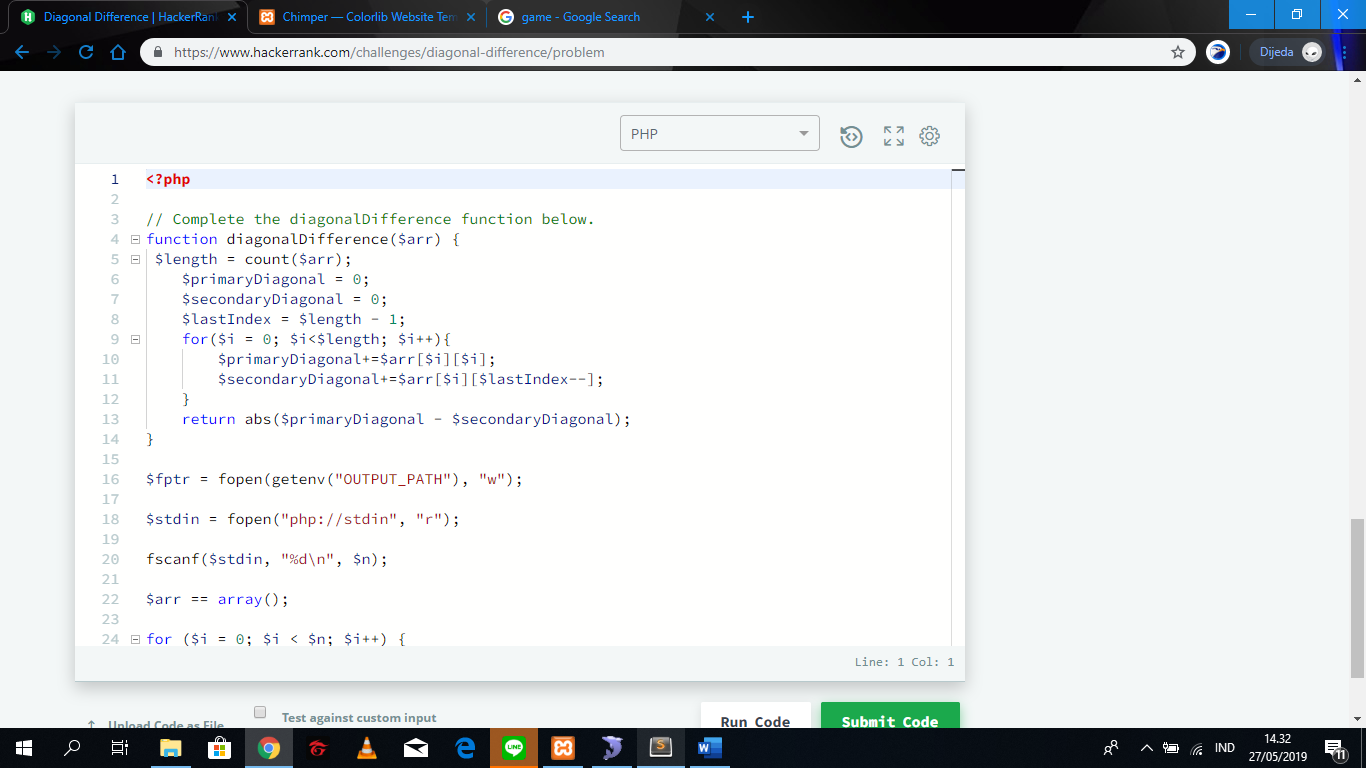 Diagonal Difference | HackerRank
Chimper — Colorlib Website Tem
game - Google Search
https://www.hackerrank.com/challenges/diagonal-difference/problem
Dijeda
PHP
1 <?php
2
3 // Complete the diagonalDifference function below.
4 function diagonalDifference($arr) {
5 $length = count($arr);
6 $primaryDiagonal = 0;
7 $secondaryDiagonal = 0;
8 $lastIndex = $length - 1;
9 for($i = 0; $i<$length; $i++){
10 $primaryDiagonal+=$arr[$i][$i];
11 $secondaryDiagonal+=$arr[$i][$lastIndex--];
12 }
13 return abs($primaryDiagonal - $secondaryDiagonal);
14 }
15
16 $fptr = fopen(getenv("OUTPUT_PATH"), "w");
17
18 $stdin = fopen("php://stdin", "r");
19
20 fscanf($stdin, "%d\n", $n);
21
22 $arr == array();
23
24 for ($i = 0; $i < $n; $i++) {
Line: 1 Col: 1
Upload Code as File
Test against custom input
Run Code
Submit Code
LINE
S
IND
14.32
27/05/2019
11